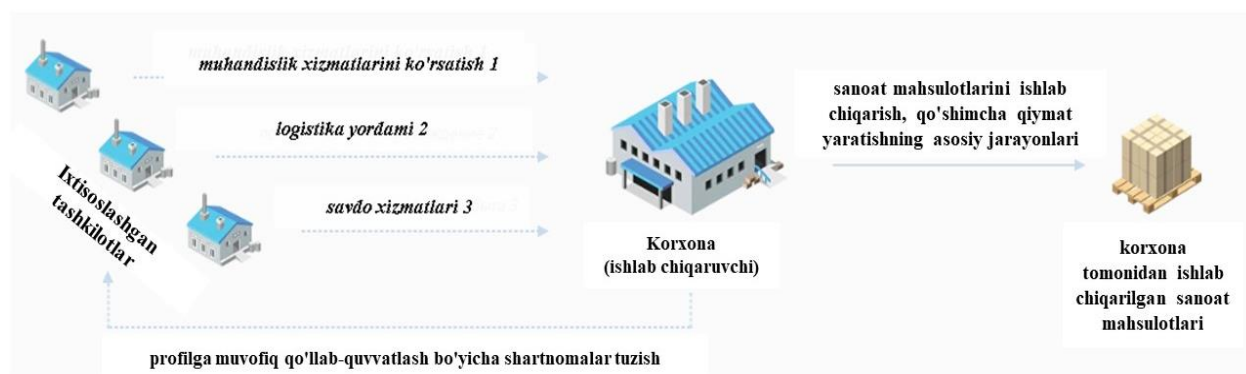 muhandislik xizmatlarini ko'rsatish 1
logistika yordami 2
savdo xizmatlari 3
Ixtisoslashgan
tashkilotlar
Korxona
(ishlab chiqaruvchi)
sanoat mahsulotlarini ishlab
chiqarish, qo'shimcha qiymat
yaratishning asosiy jarayonlari
korxona
tomonidan ishlab
chiqarilgan sanoat
mahsulotlari
profilga muvofiq qo'llab-quvvatlash bo'yicha shartnomalar tuzish